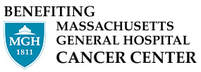 BENEFITING
MASSACHUSETTS
GENERAL HOSPITAL
CANCER CENTER
MGH
1811